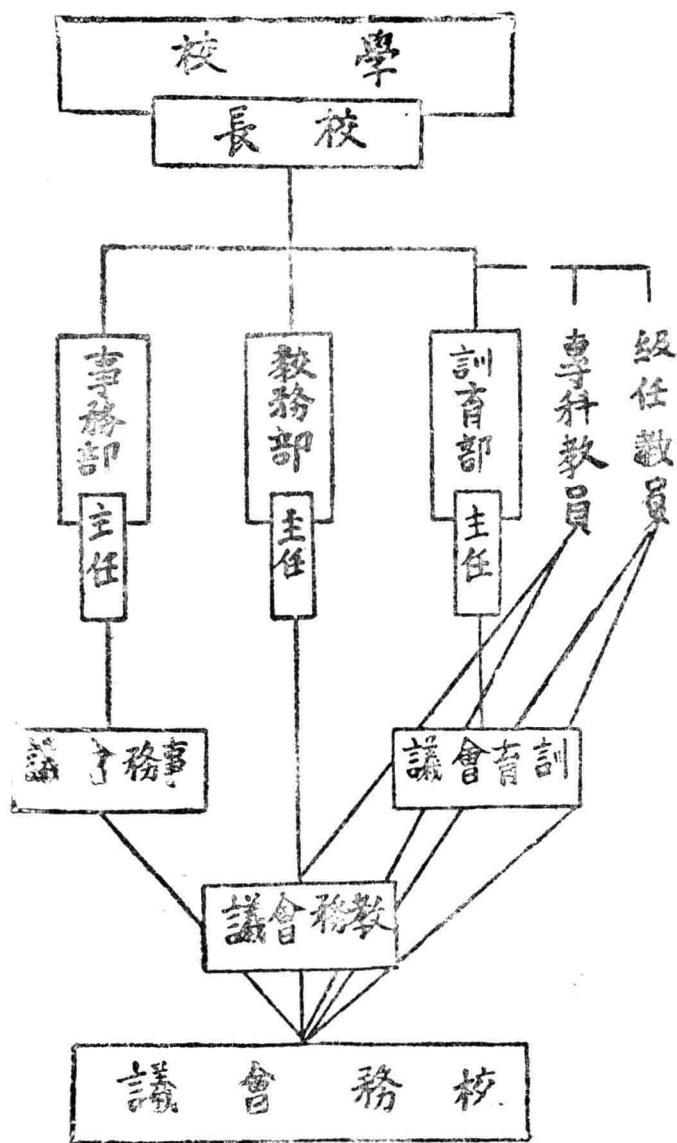 學校
校長
級任教員
專科教員
訓育部
主任
教務部
主任
事務部
主任
訓育會議
事務會議
教務會議
校務會議